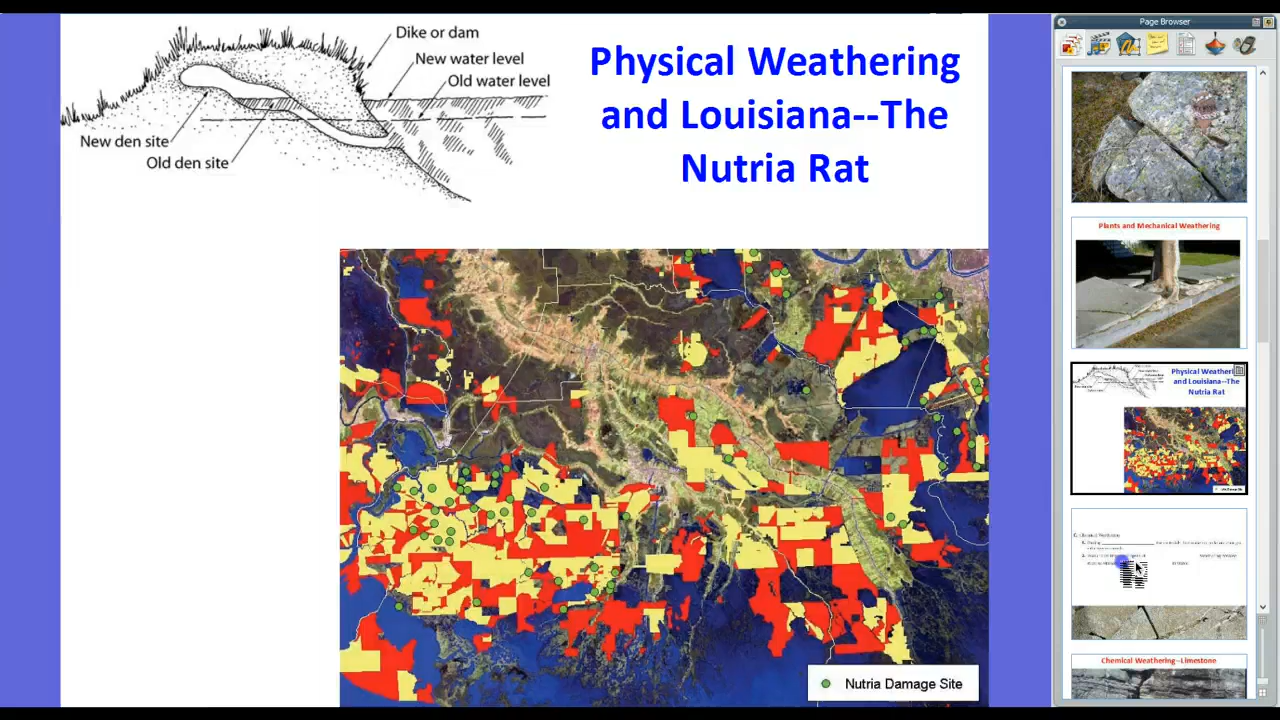 Dike or dam
New water level
Old water level
New den site
Old den site
Physical Weathering
and Louisiana--The
Nutria Rat
Nutria Damage Site
Page Browser
Plants and Mechanical Weathering
Physical Weatheri
and Louisiana--The
Nutria Rat
Chemical Weathering--Limestone